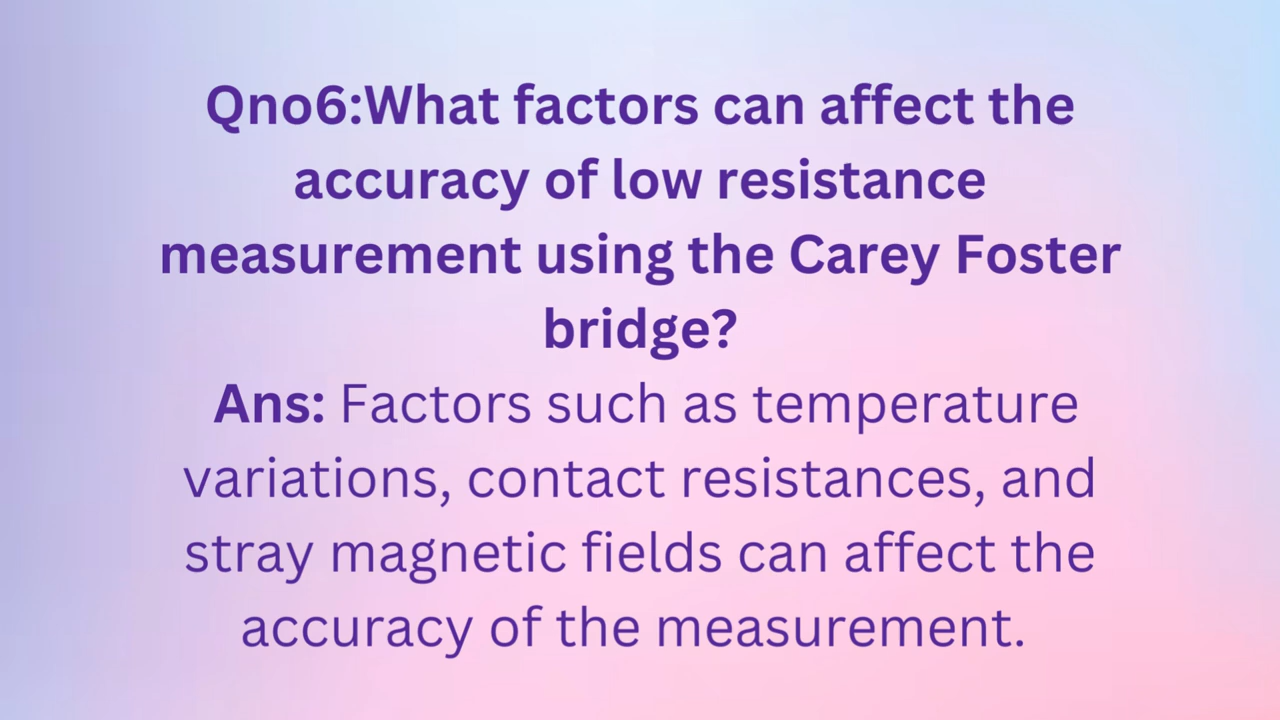 Qno6:What factors can affect the
accuracy of low resistance
measurement using the Carey Foster
bridge?
Ans: Factors such as temperature
variations, contact resistances, and
stray magnetic fields can affect the
accuracy of the measurement.